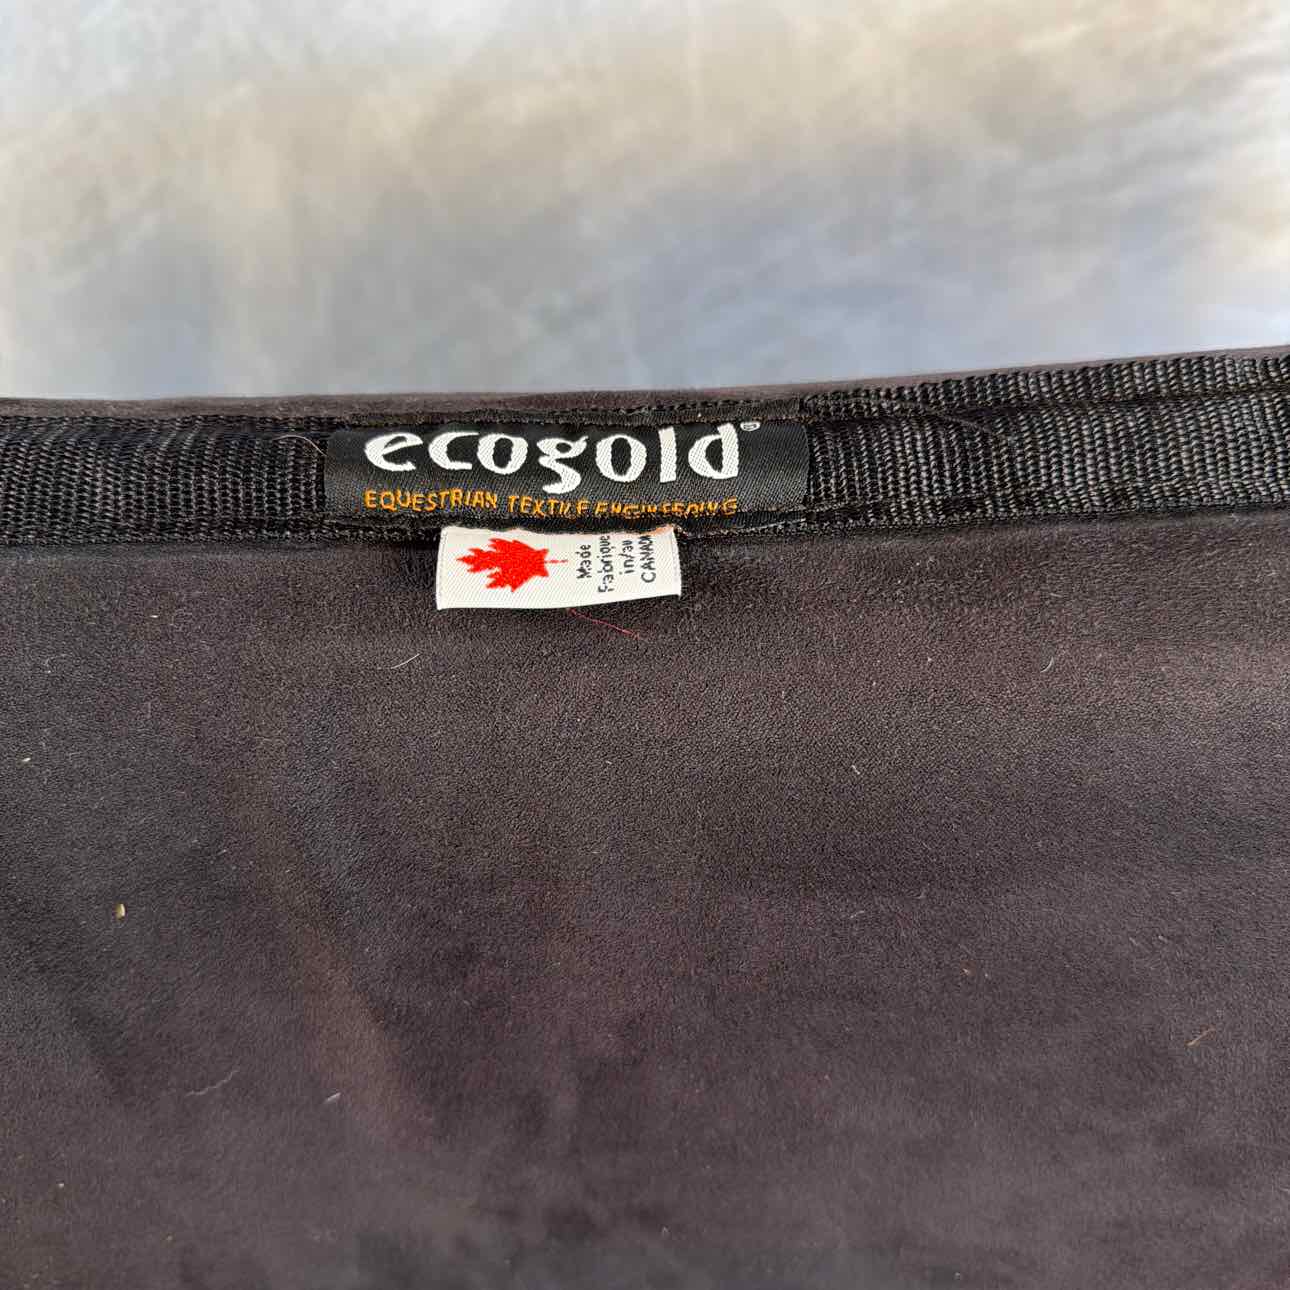 ecogold®
EQUESTRIAN TEXTILE ENGINEERING
Made
Fabriqué
in/au
CANADA